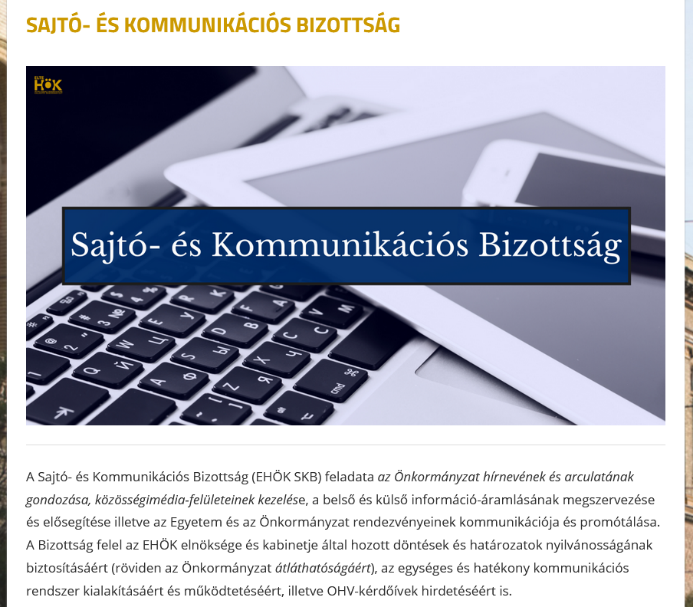 SAJTÓ- ÉS KOMMUNIKÁCIÓS BIZOTTSÁG
HÖK
Sajtó- és Kommunikációs Bizottság
A Sajtó- és Kommunikációs Bizottság (EHÖK SKB) feladata az Önkormányzat hírnevének és arculatának
gondozása, közösségimédia-felületeinek kezelése, a belső és külső információ-áramlásának megszervezése
és elősegítése illetve az Egyetem és az Önkormányzat rendezvényeinek kommunikációja és promótálása.
A Bizottság felel az EHÖK elnöksége és kabinetje által hozott döntések és határozatok nyilvánosságának
biztosításáért (röviden az Önkormányzat átláthatóságáért), az egységes és hatékony kommunikációs
rendszer kialakításáért és működtetéséért, illetve OHV-kérdőívek hirdetéséért is.